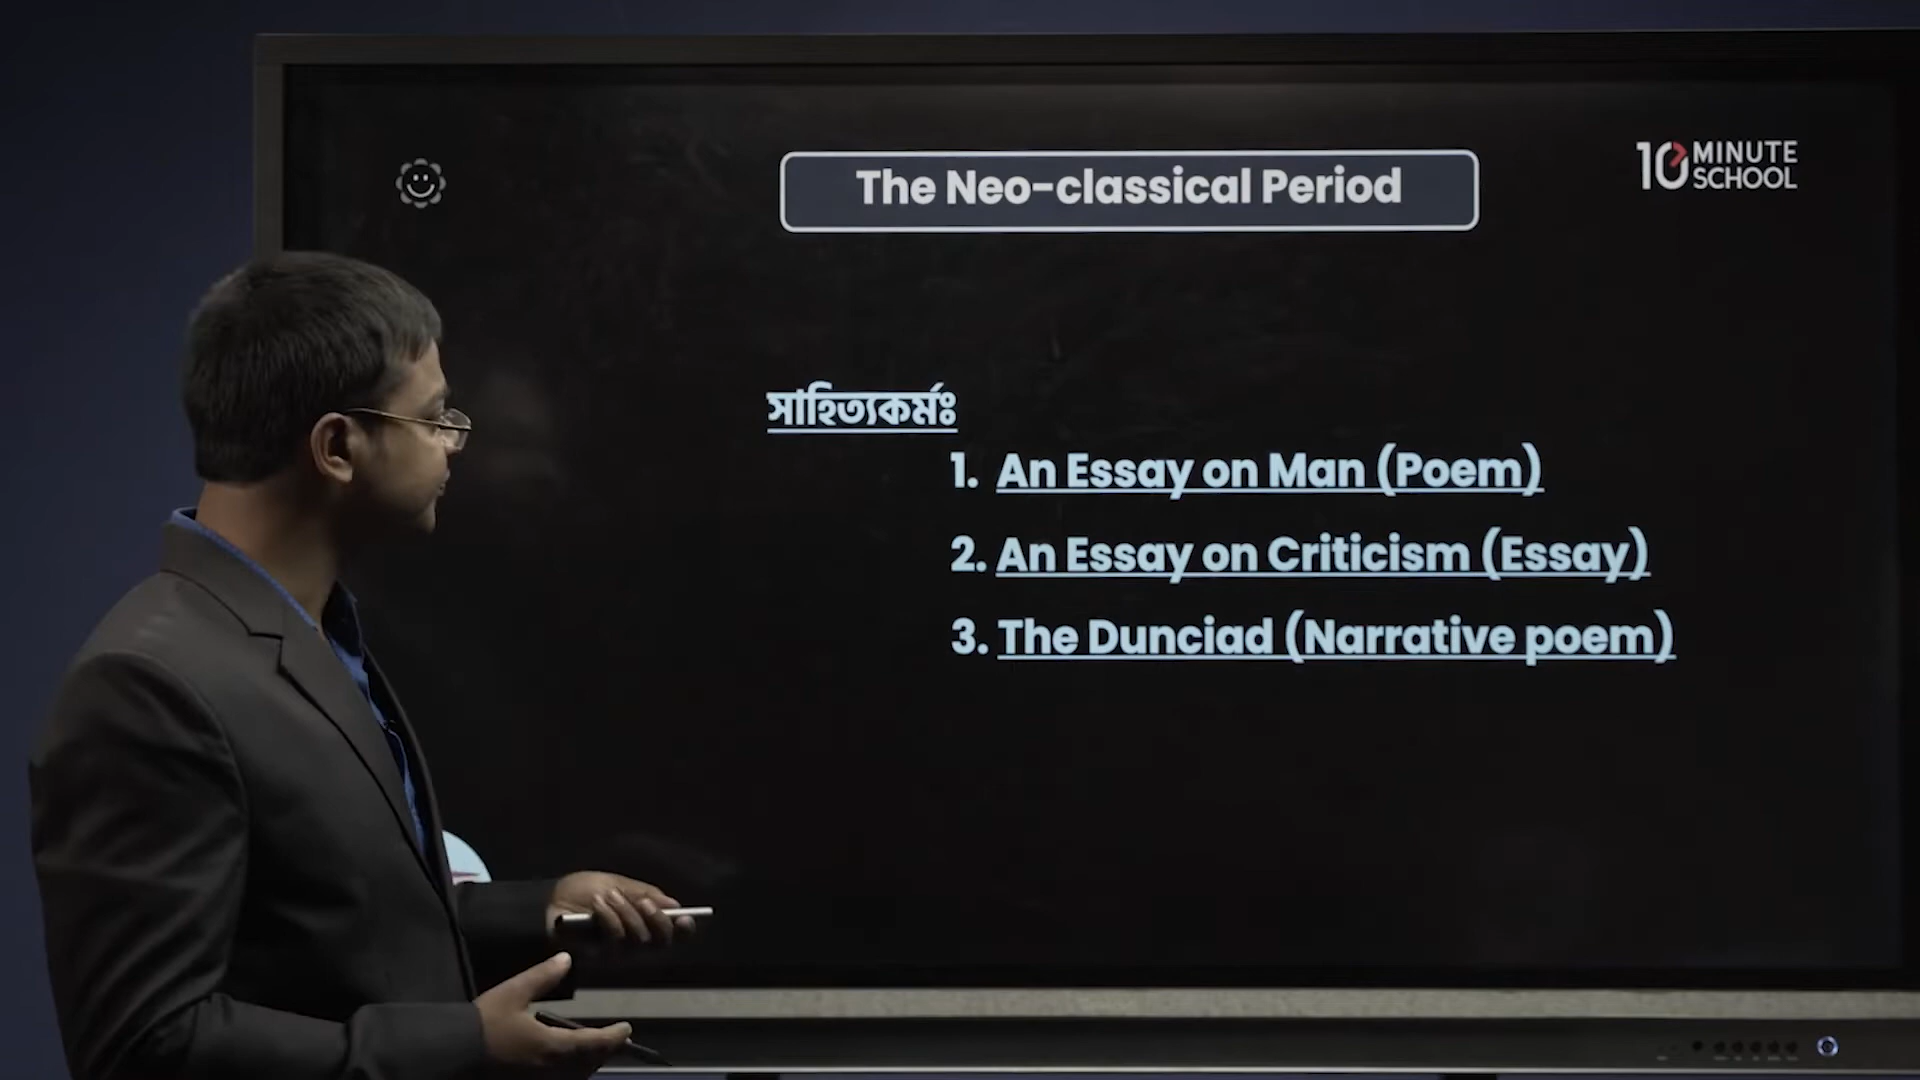 The Neo-classical Period
10 MINUTE
SCHOOL
সাহিত্যকর্মঃ
1. An Essay on Man (Poem)
2. An Essay on Criticism (Essay)
3. The Dunciad (Narrative poem)